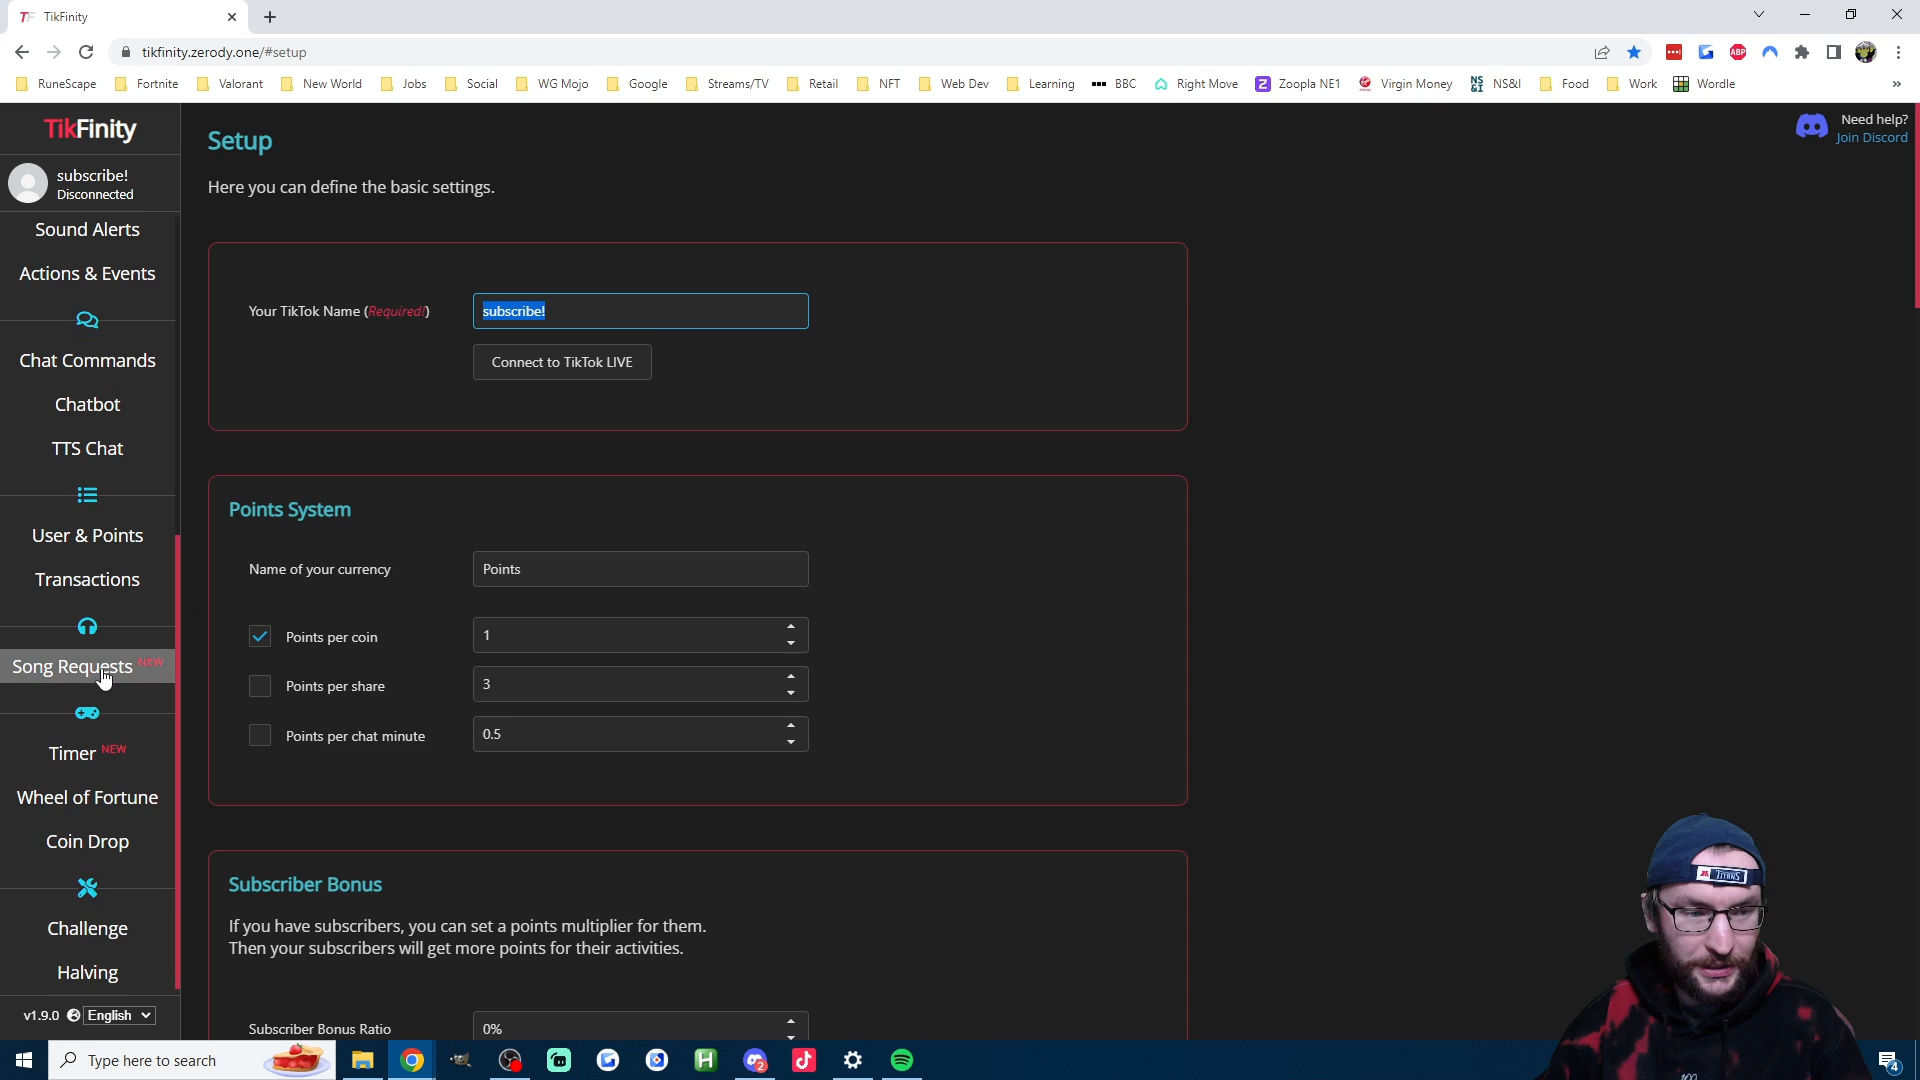 TikFinity
tikfinity.zerody.one/#setup
ABP
RuneScape
Fortnite
Valorant
New World
Jobs
Social
WG Mojo
Google
Streams/TV
Retail
NFT
Web Dev
Learning
BBC
Right Move
Z
Zoopla NE1
Virgin Money
NS&I
NS&I
Food
Work
Wordle
»
TikFinity
subscribe!
Disconnected
Sound Alerts
Actions & Events
Chat Commands
Chatbot
TTS Chat
User & Points
Transactions
Song Requests NEW
Timer NEW
Wheel of Fortune
Coin Drop
Challenge
Halving
v1.9.0
English
Setup
Here you can define the basic settings.
Need help?
Join Discord
Your TikTok Name (Required!)
subscribe!
Connect to TikTok LIVE
Points System
Name of your currency
Points
Points per coin
1
Points per share
3
Points per chat minute
0.5
Subscriber Bonus
If you have subscribers, you can set a points multiplier for them.
Then your subscribers will get more points for their activities.
Subscriber Bonus Ratio
0%
TITANS
Type here to search
H
2
4